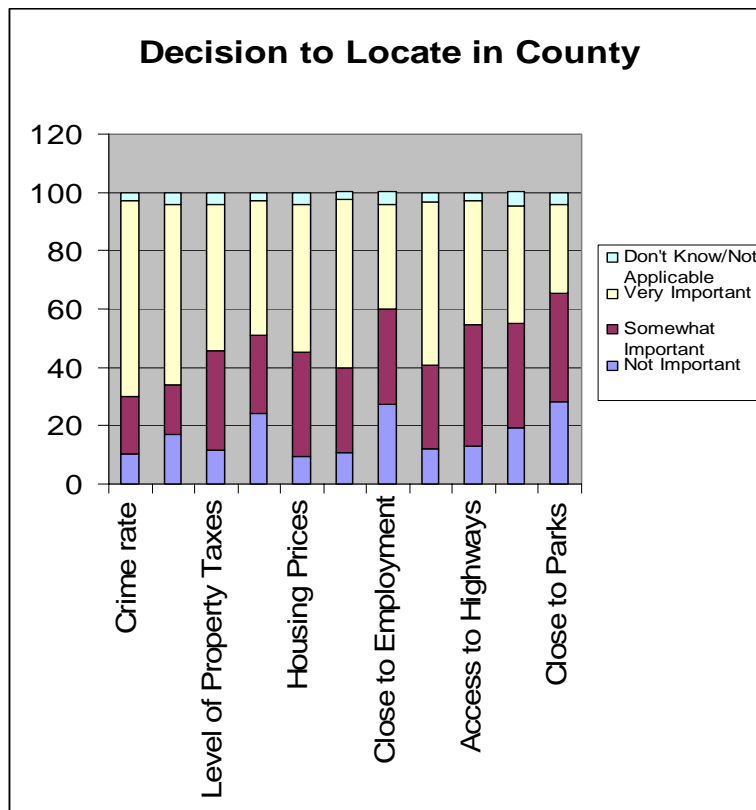 Decision to Locate in County
120
100
80
60
40
20
0
Crime rate
Level of Property Taxes
Housing Prices
Close to Employment
Access to Highways
Close to Parks
Don't Know/Not
Applicable
Very Important
Somewhat
Important
Not Important